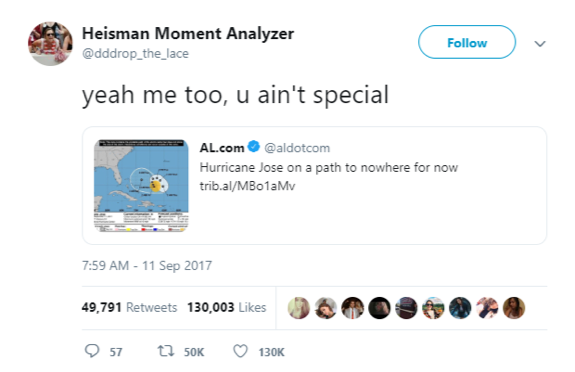 Heisman Moment Analyzer
@dddrop_the_lace
Follow
yeah me too, u ain't special
AL.com @aldotcom
Hurricane Jose on a path to nowhere for now
trib.al/MBo1aMv
7:59 AM - 11 Sep 2017
49,791 Retweets 130,003 Likes
57 50K 130K